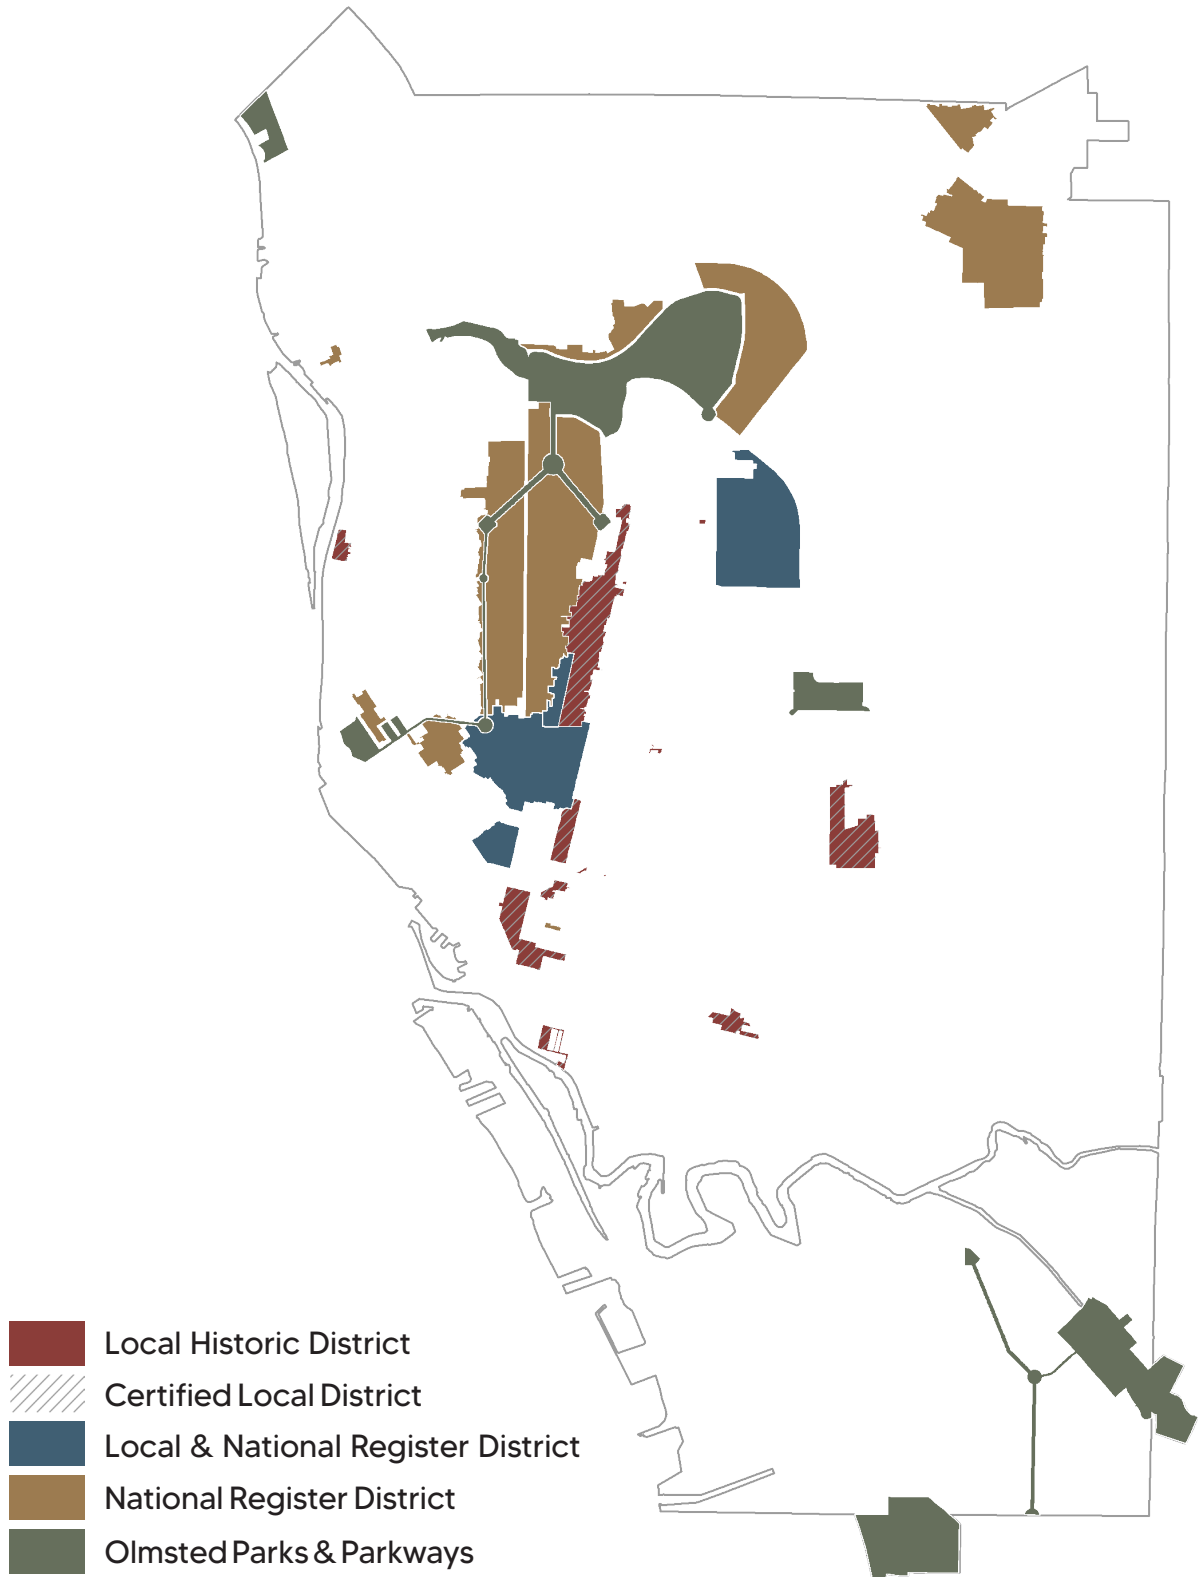 Local Historic District
Certified Local District
Local & National Register District
National Register District
Olmsted Parks & Parkways